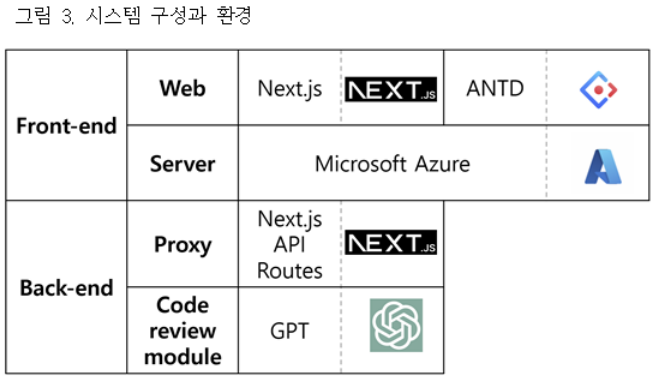 그림 3. 시스템 구성과 환경
Front-end
Web
Next.js
NEXT.JS
ANTD
Server
Microsoft Azure
Back-end
Proxy
Next.js
API
Routes
NEXT.JS
Code
review
module
GPT